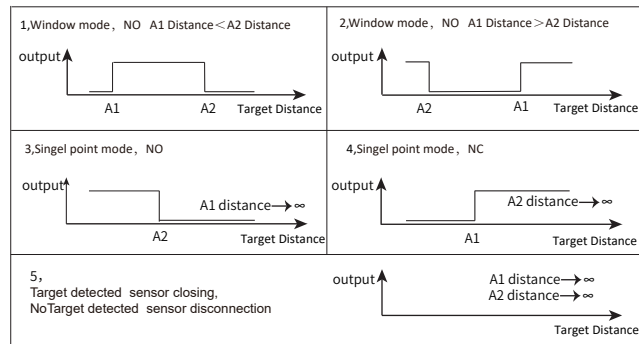 1,Window mode，NO  A1 Distance＜A2 Distance
output
A1
A2
Target Distance
2,Window mode，NO  A1 Distance＞A2 Distance
output
A2
A1
Target Distance
3,Singel point mode，NO
output
A1 distance→∞
A2
Target Distance
4,Singel point mode，NC
output
A2 distance→∞
A1
Target Distance
5，
Target detected sensor closing,
NoTarget detected sensor disconnection
output
A1 distance→∞
A2 distance→∞
Target Distance